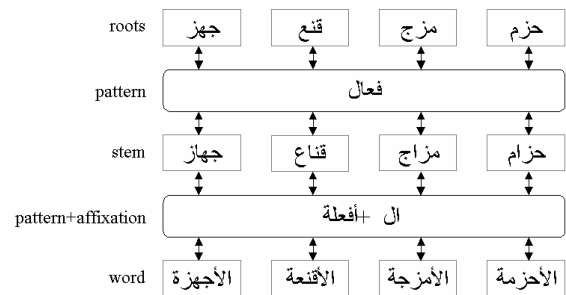 roots جهز قنع مزج حزم
pattern فعال
stem جهاز قناع مزاج حزام
pattern+affixation ال +أفعلة
word الأجهزة الأقنعة الأمزجة الأحزمة